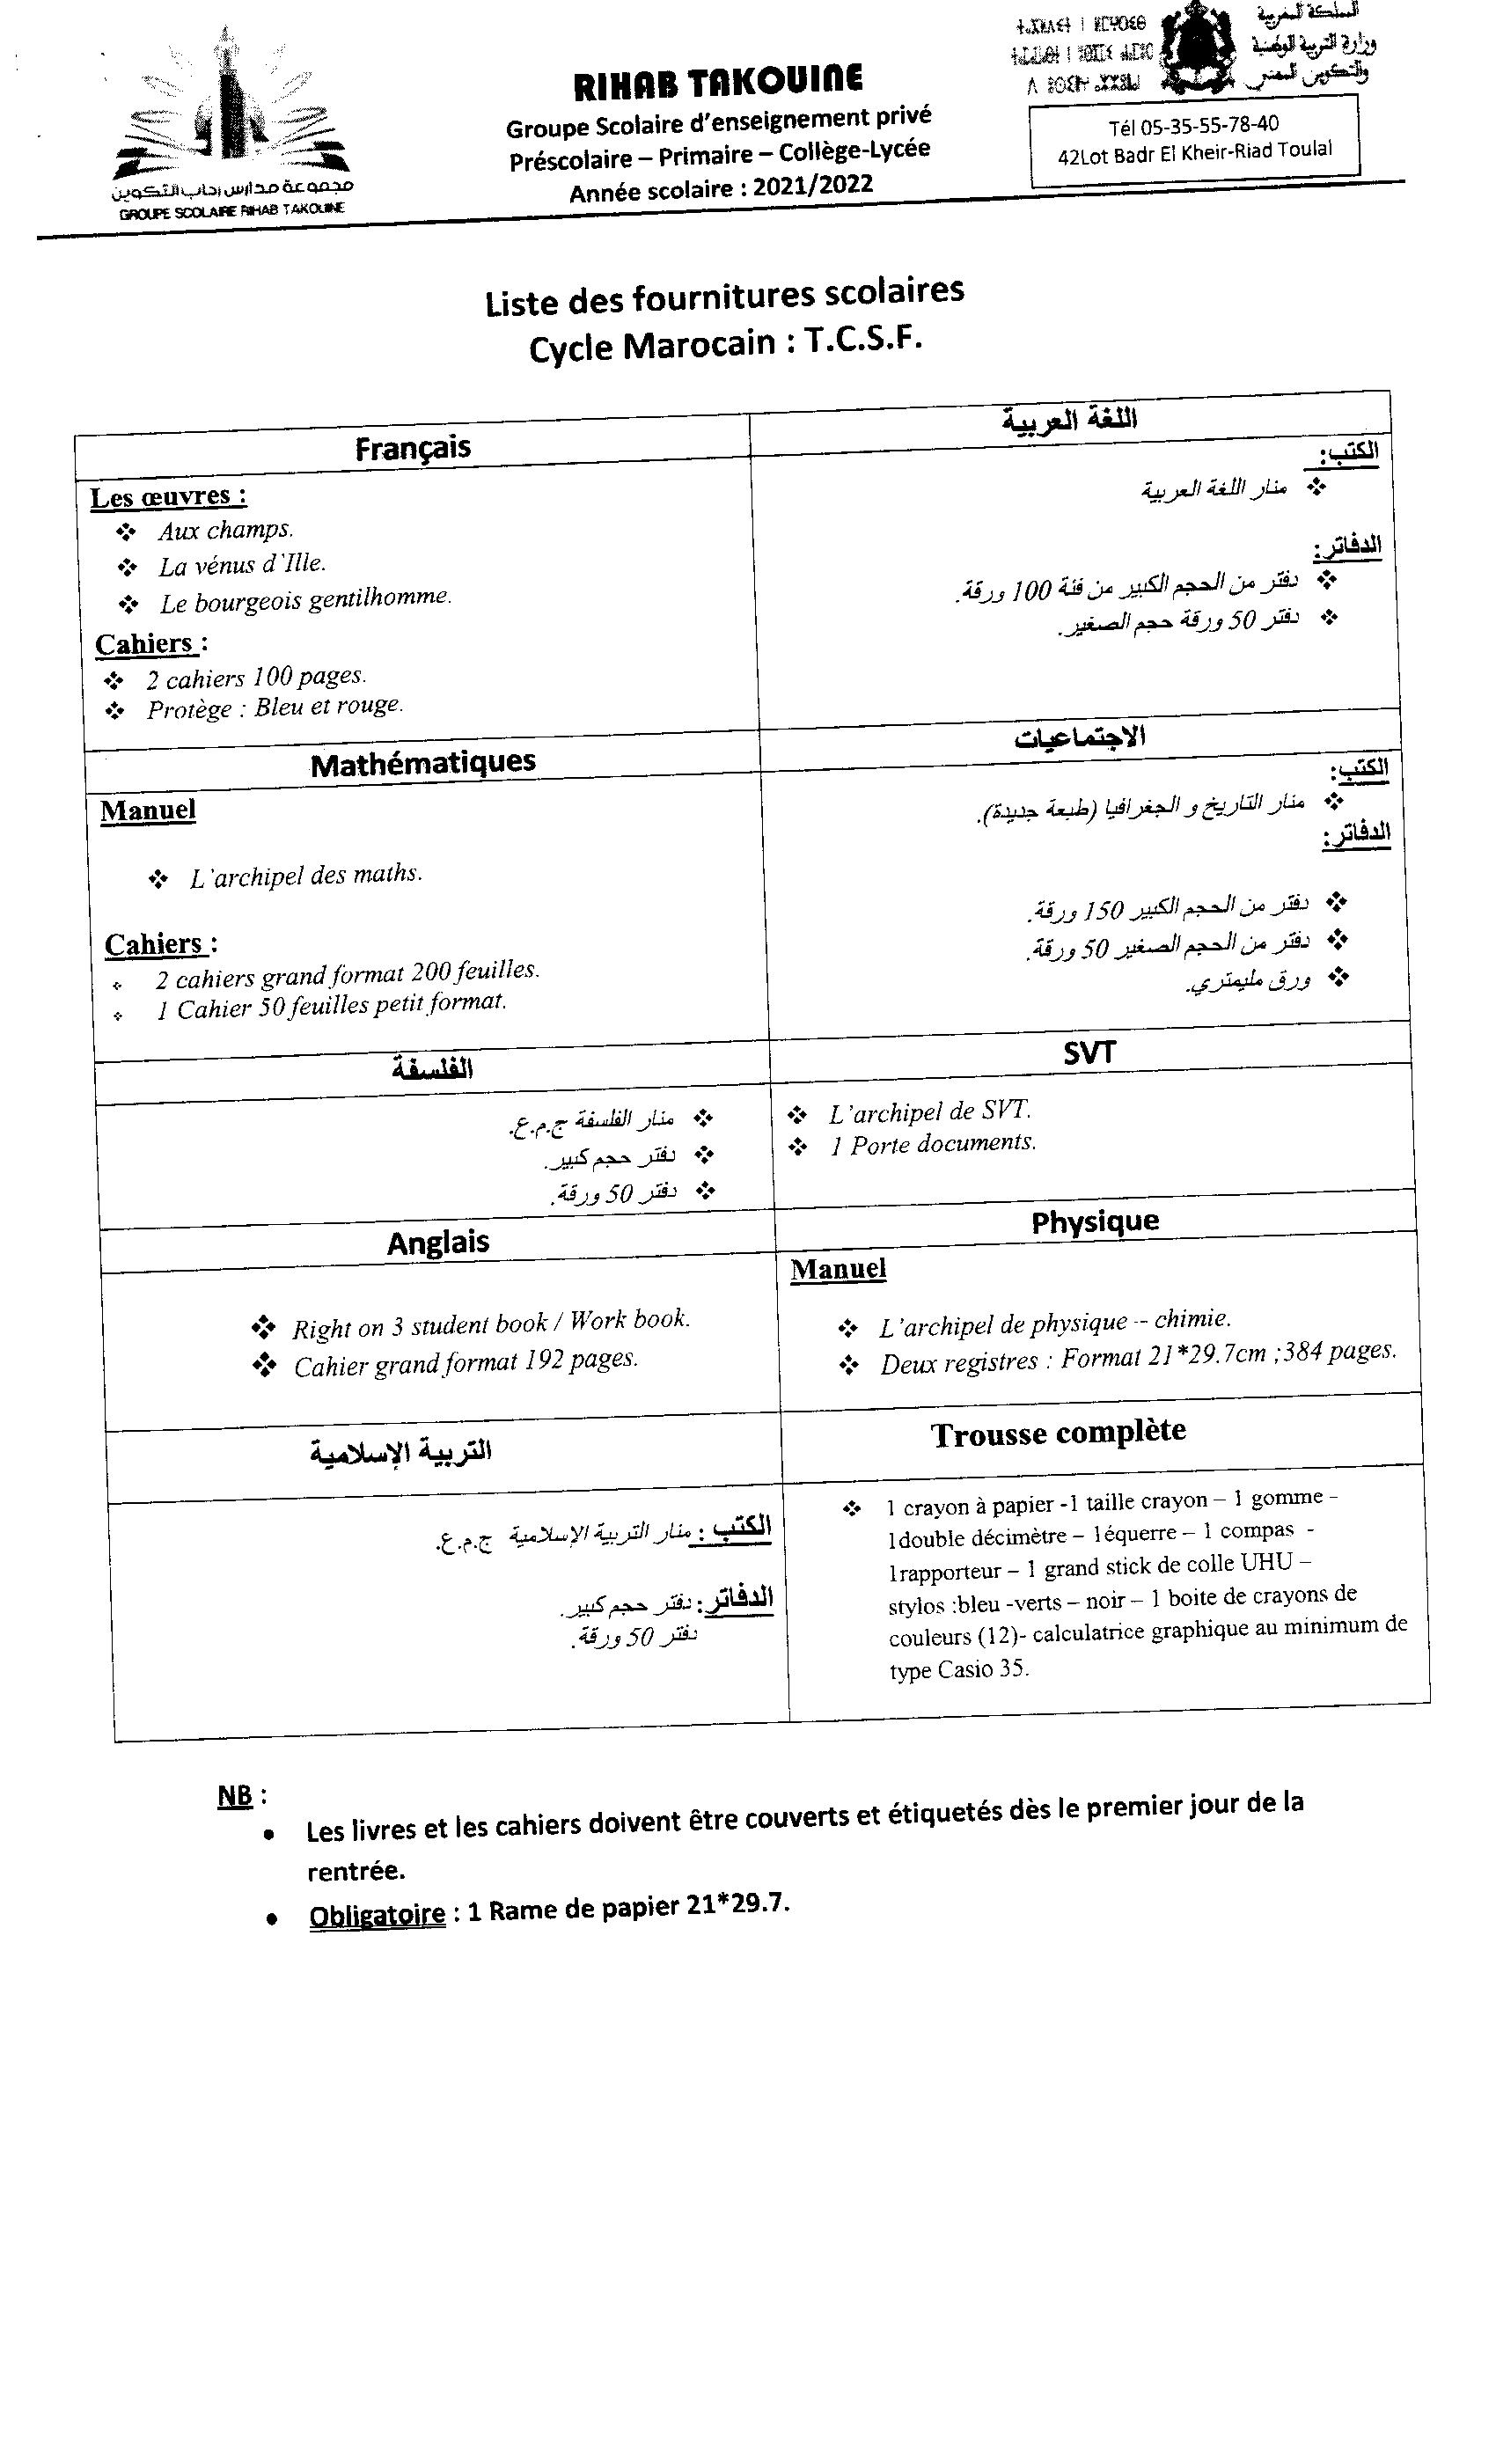 المملكة المغربية
وزارة التربية الوطنية
والتكوين المهني
RIHAB TAKOUINE
Groupe Scolaire d'enseignement privé
Préscolaire – Primaire – Collège-Lycée
Année scolaire : 2021/2022
Tél 05-35-55-78-40
42Lot Badr El Kheir-Riad Toulal
مجموعة مدارس رحاب التكوين
GROUPE SCOLAIRE RIHAB TAKOUINE
Liste des fournitures scolaires
Cycle Marocain : T.C.S.F.
Français
Les œuvres :
❖ Aux champs.
❖ La vénus d'Ille.
❖ Le bourgeois gentilhomme.
Cahiers :
❖ 2 cahiers 100 pages.
❖ Protège : Bleu et rouge.
اللغة العربية
الكتب:
❖ منار اللغة العربية
الدفاتر:
❖ دفتر من الحجم الكبير من فئة 100 ورقة.
❖ دفتر 50 ورقة حجم الصغير.
Mathématiques
Manuel
❖ L'archipel des maths.
Cahiers :
❖ 2 cahiers grand format 200 feuilles.
❖ 1 Cahier 50 feuilles petit format.
الاجتماعيات
الكتب:
❖ منار التاريخ و الجغرافيا (طبعة جديدة).
الدفاتر:
❖ دفتر من الحجم الكبير 150 ورقة.
❖ دفتر من الحجم الصغير 50 ورقة.
❖ ورق مليمتري.
الفلسفة
❖ منار الفلسفة ج.م.ع.
❖ دفتر حجم كبير.
❖ دفتر 50 ورقة.
SVT
❖ L'archipel de SVT.
❖ 1 Porte documents.
Anglais
❖ Right on 3 student book / Work book.
❖ Cahier grand format 192 pages.
Physique
Manuel
❖ L'archipel de physique -- chimie.
❖ Deux registres : Format 21*29.7cm ;384 pages.
التربية الإسلامية
الكتب : منار التربية الإسلامية ج.م.ع.
الدفاتر : دفتر حجم كبير.
دفتر 50 ورقة.
Trousse complète
❖ 1 crayon à papier -1 taille crayon – 1 gomme –
1double décimètre – 1équerre – 1 compas -
1rapporteur – 1 grand stick de colle UHU –
stylos :bleu -verts – noir – 1 boite de crayons de
couleurs (12)- calculatrice graphique au minimum de
type Casio 35.
NB :
• Les livres et les cahiers doivent être couverts et étiquetés dès le premier jour de la
rentrée.
• Obligatoire : 1 Rame de papier 21*29.7.